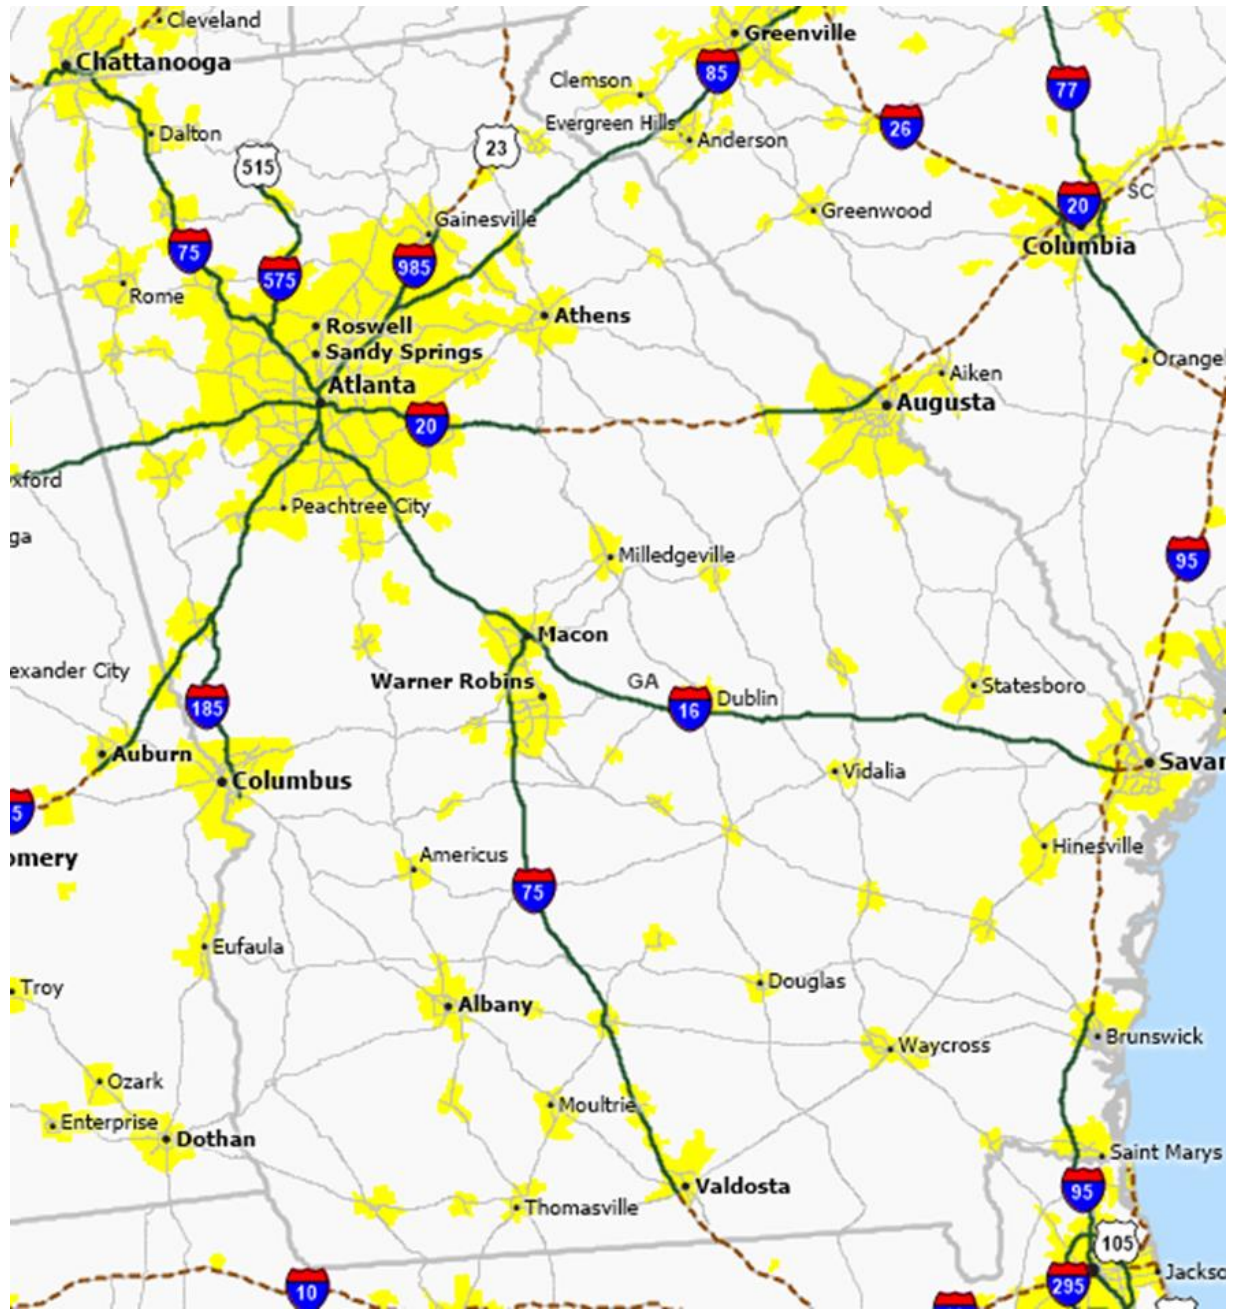 Cleveland
Greenville
Chattanooga
85
Clemson
77
Evergreen Hills
26
Dalton
Anderson
23
515
SC
20
Greenwood
Gainesville
Columbia
75
985
575
Rome
Athens
Roswell
Sandy Springs
Orangel
Aiken
Atlanta
Augusta
20
xford
Peachtree City
ga
Milledgeville
95
Macon
exander City
Warner Robins
GA
Statesboro
Dublin
185
16
Auburn
Savar
Vidalia
Columbus
5
Hinesville
omery
Americus
75
Eufaula
Douglas
Troy
Albany
Brunswick
Waycross
Ozark
Moultrie
Enterprise
Dothan
Saint Marys
Valdosta
95
Thomasville
105
Jackso
10
295